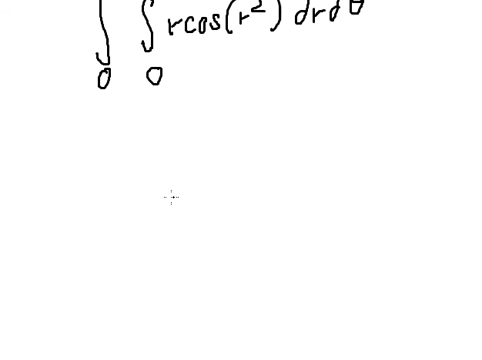 ∫ ∫ rcos(r²) drdθ
0 0